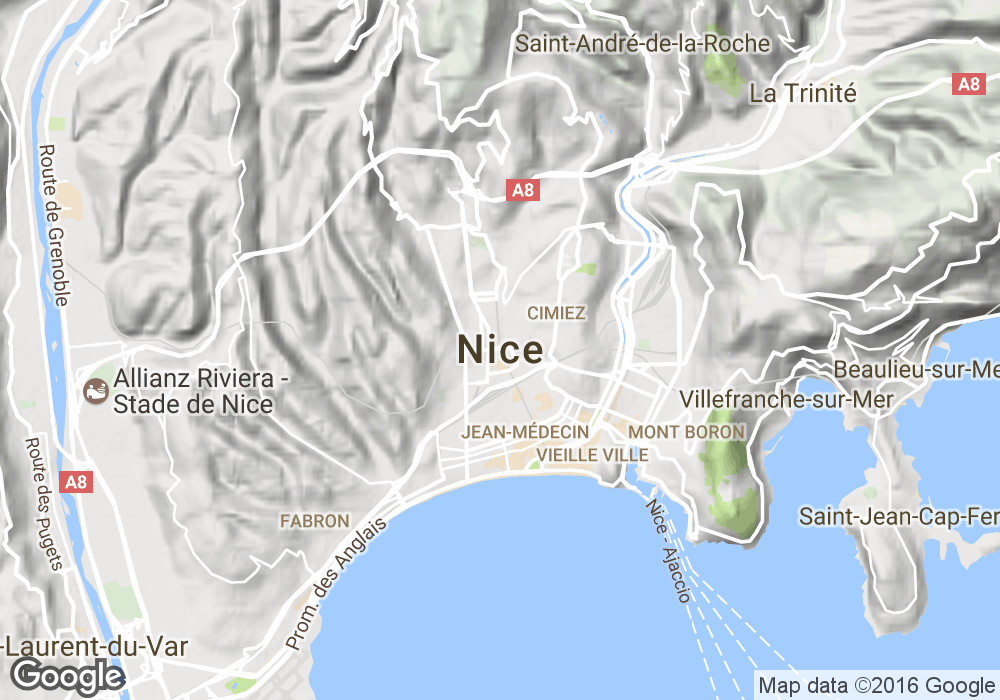 Saint-André-de-la-Roche
La Trinité
A8
Route de Grenoble
A8
CIMIEZ
Nice
Allianz Riviera -
Stade de Nice
Beaulieu-sur-Me
Villefranche-sur-Mer
JEAN-MÉDECIN
MONT BORON
VIEILLE VILLE
Route des Pugets
A8
FABRON
Prom. des Anglais
Nice - Ajaccio
Saint-Jean-Cap-Fer
-Laurent-du-Var
Google
Map data ©2016 Google